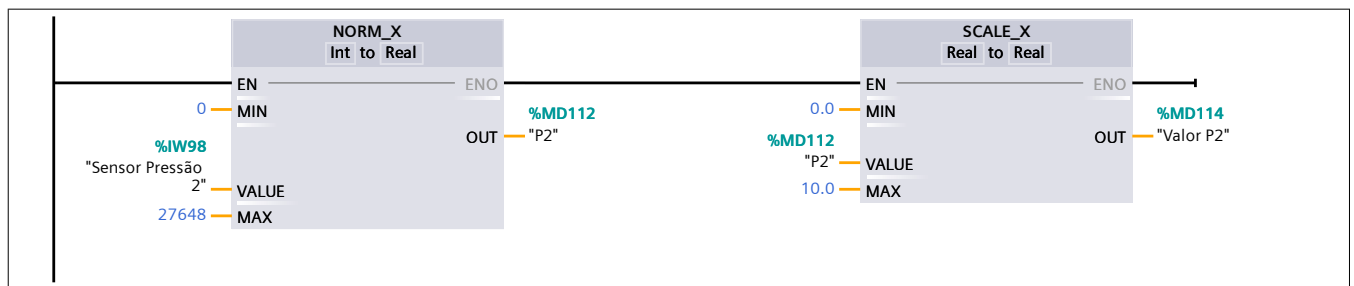 NORM_X
Int to Real
EN
ENO
0
MIN
%MD112
OUT
"P2"
%IW98
"Sensor Pressão
2"
VALUE
27648
MAX
SCALE_X
Real to Real
EN
ENO
0.0
MIN
%MD114
OUT
"Valor P2"
%MD112
"P2"
VALUE
10.0
MAX